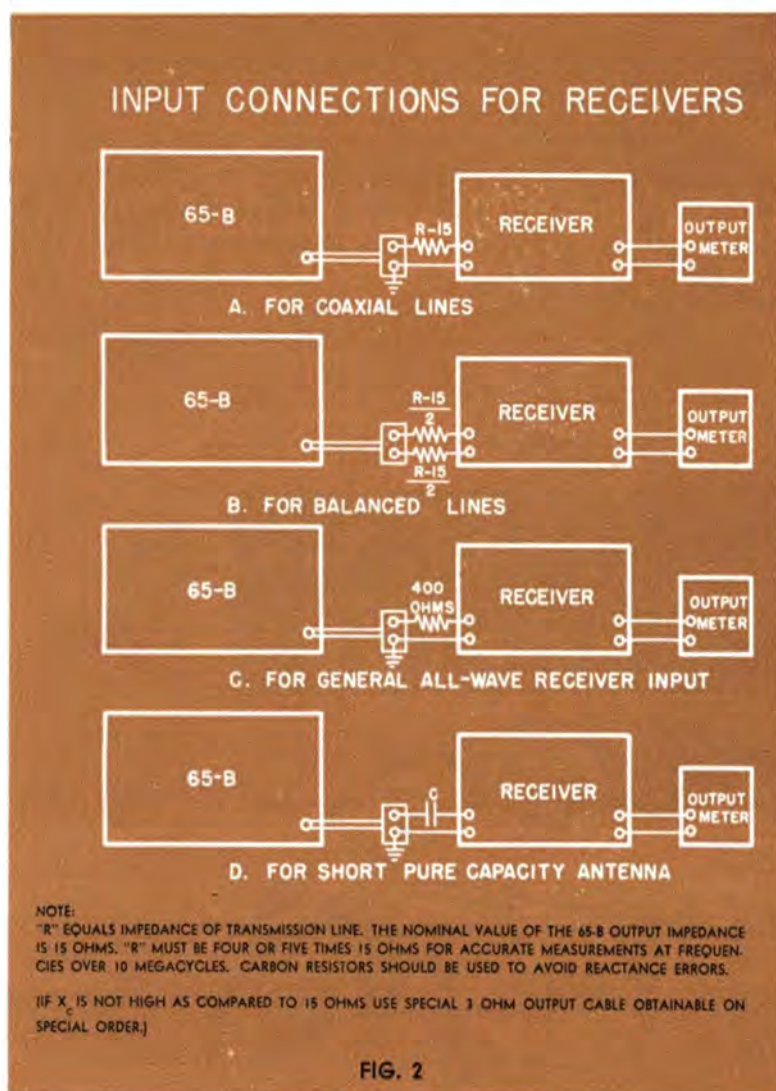 INPUT CONNECTIONS FOR RECEIVERS
65-B
R-15
RECEIVER
OUTPUT
METER
A. FOR COAXIAL LINES
65-B
R-15
2
R-15
2
RECEIVER
OUTPUT
METER
B. FOR BALANCED LINES
65-B
400
OHMS
RECEIVER
OUTPUT
METER
C. FOR GENERAL ALL-WAVE RECEIVER INPUT
65-B
C
RECEIVER
OUTPUT
METER
D. FOR SHORT PURE CAPACITY ANTENNA
NOTE:
"R" EQUALS IMPEDANCE OF TRANSMISSION LINE. THE NOMINAL VALUE OF THE 65-B OUTPUT IMPEDANCE
IS 15 OHMS. "R" MUST BE FOUR OR FIVE TIMES 15 OHMS FOR ACCURATE MEASUREMENTS AT FREQUEN-
CIES OVER 10 MEGACYCLES. CARBON RESISTORS SHOULD BE USED TO AVOID REACTANCE ERRORS.
(IF XC IS NOT HIGH AS COMPARED TO 15 OHMS USE SPECIAL 3 OHM OUTPUT CABLE OBTAINABLE ON
SPECIAL ORDER.)
FIG. 2